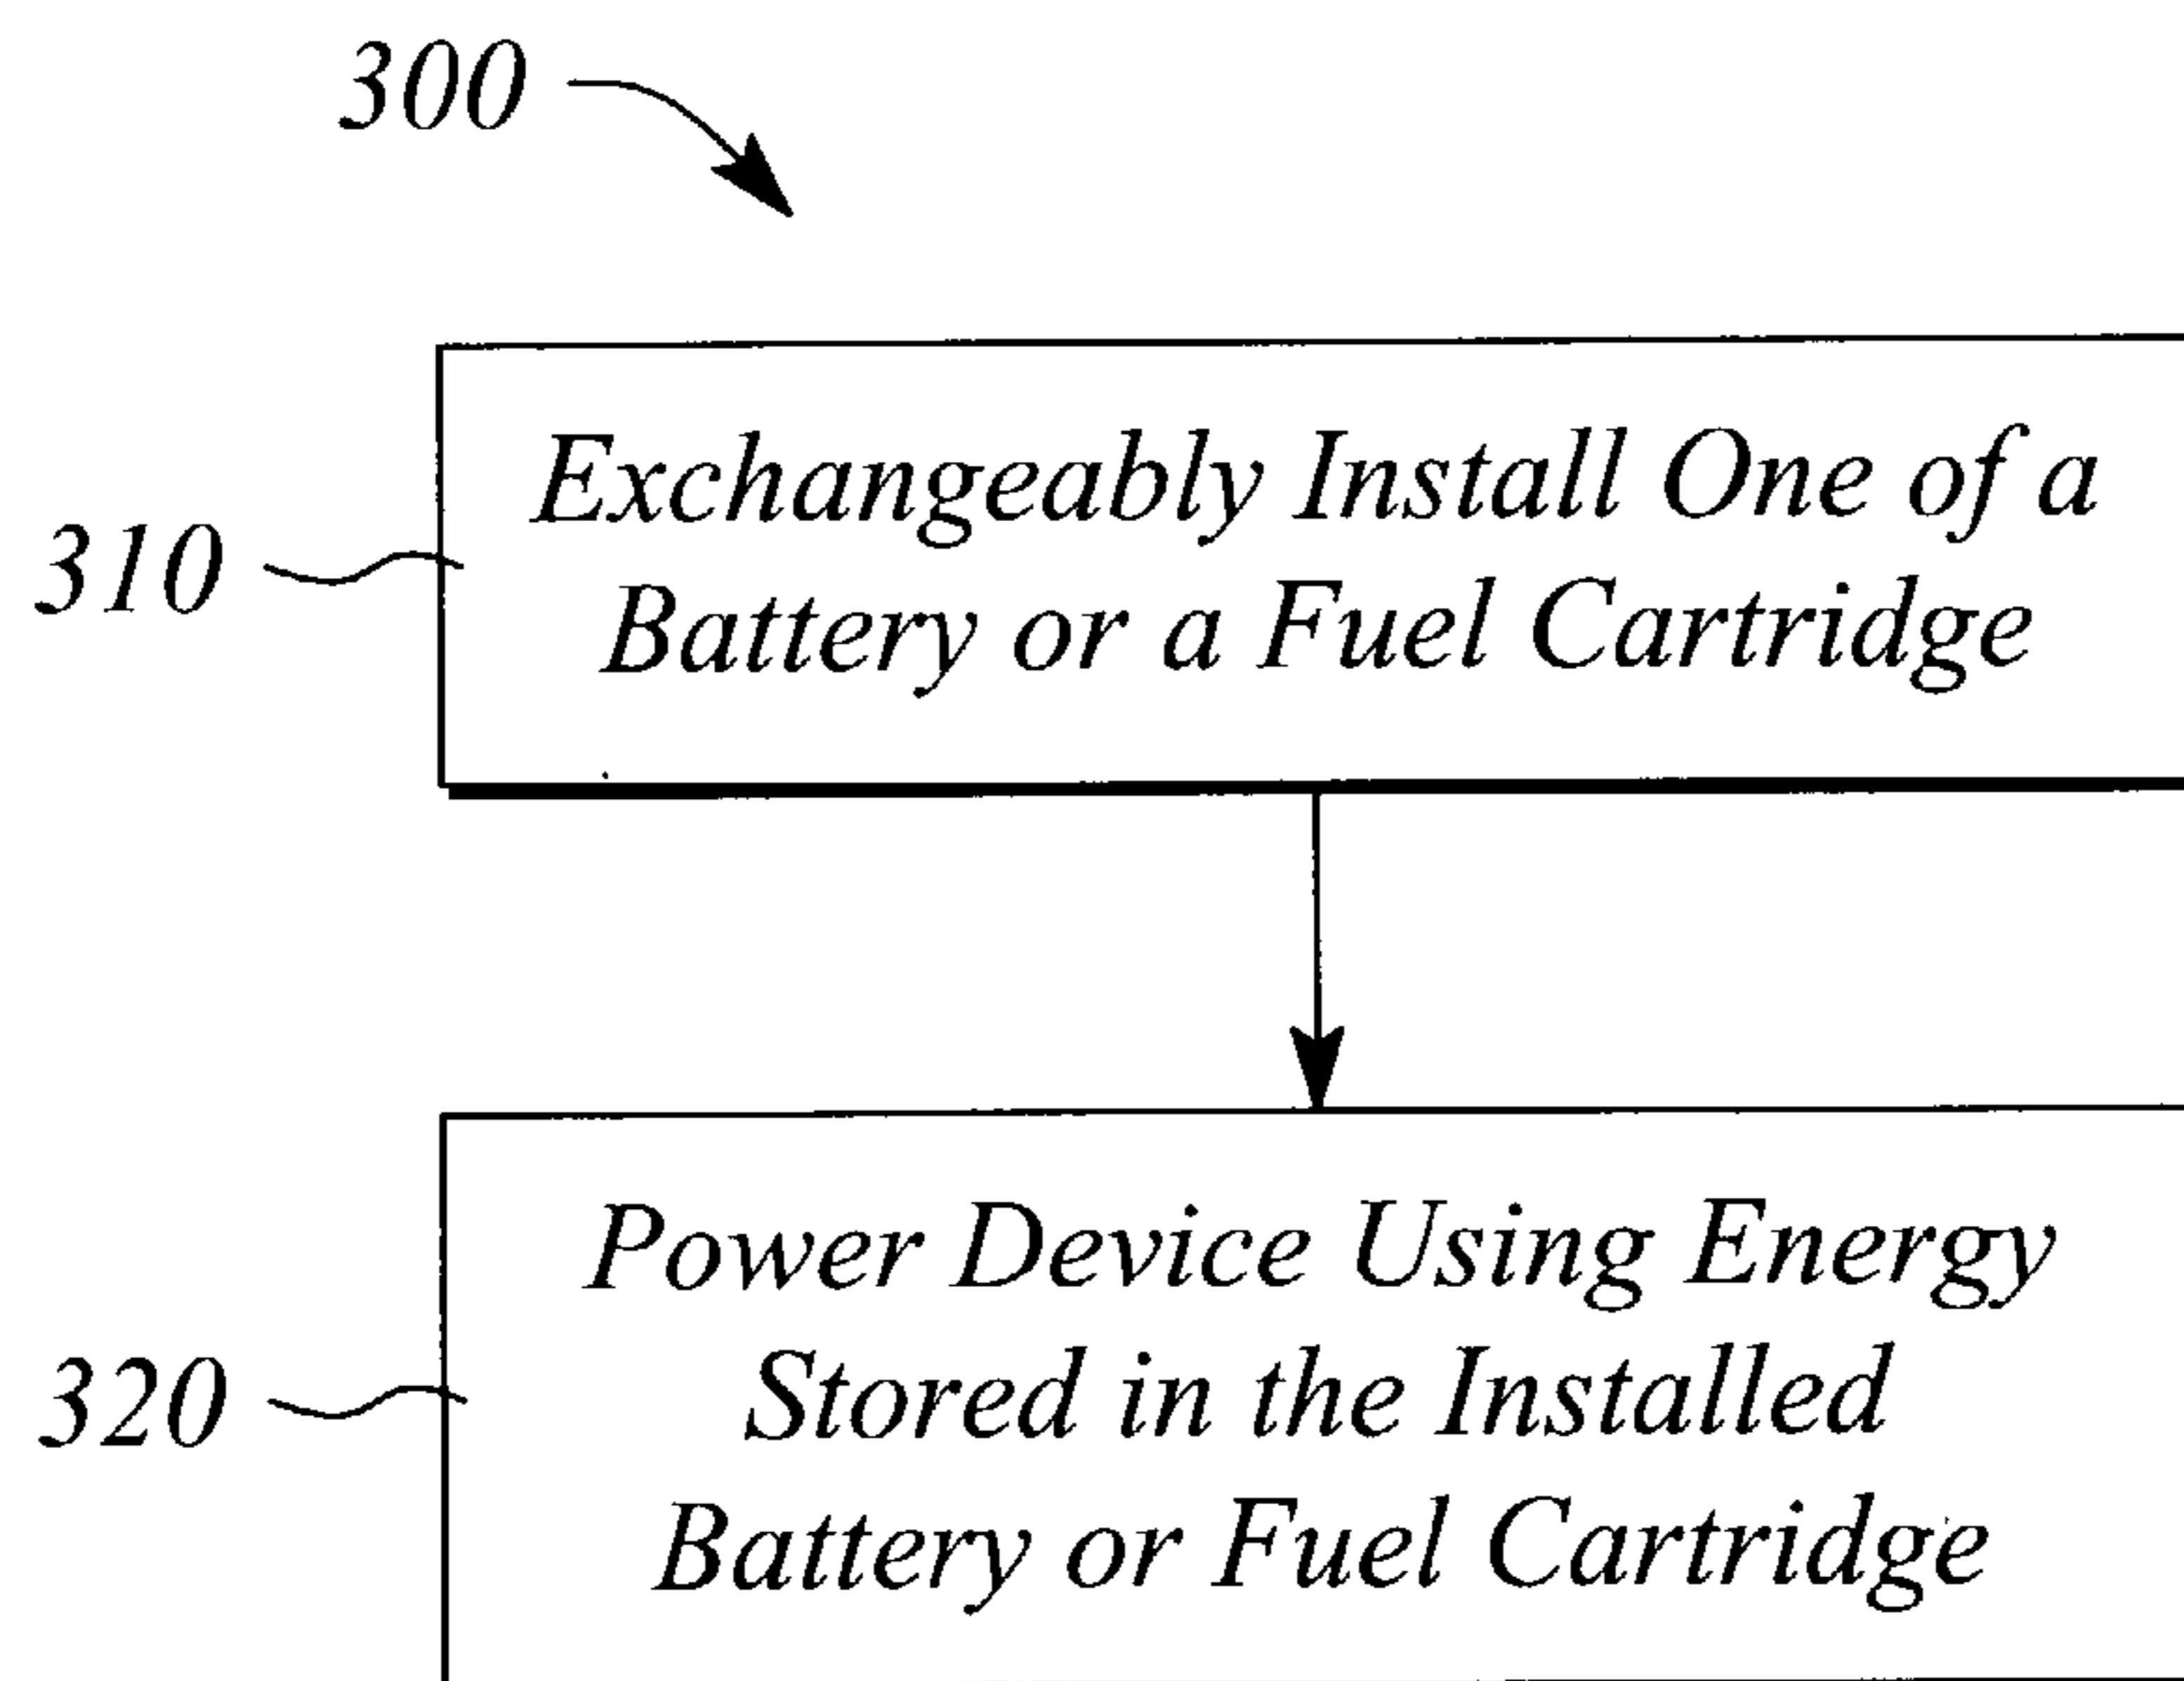 300
310
Exchangeably Install One of a
Battery or a Fuel Cartridge
320
Power Device Using Energy
Stored in the Installed
Battery or Fuel Cartridge